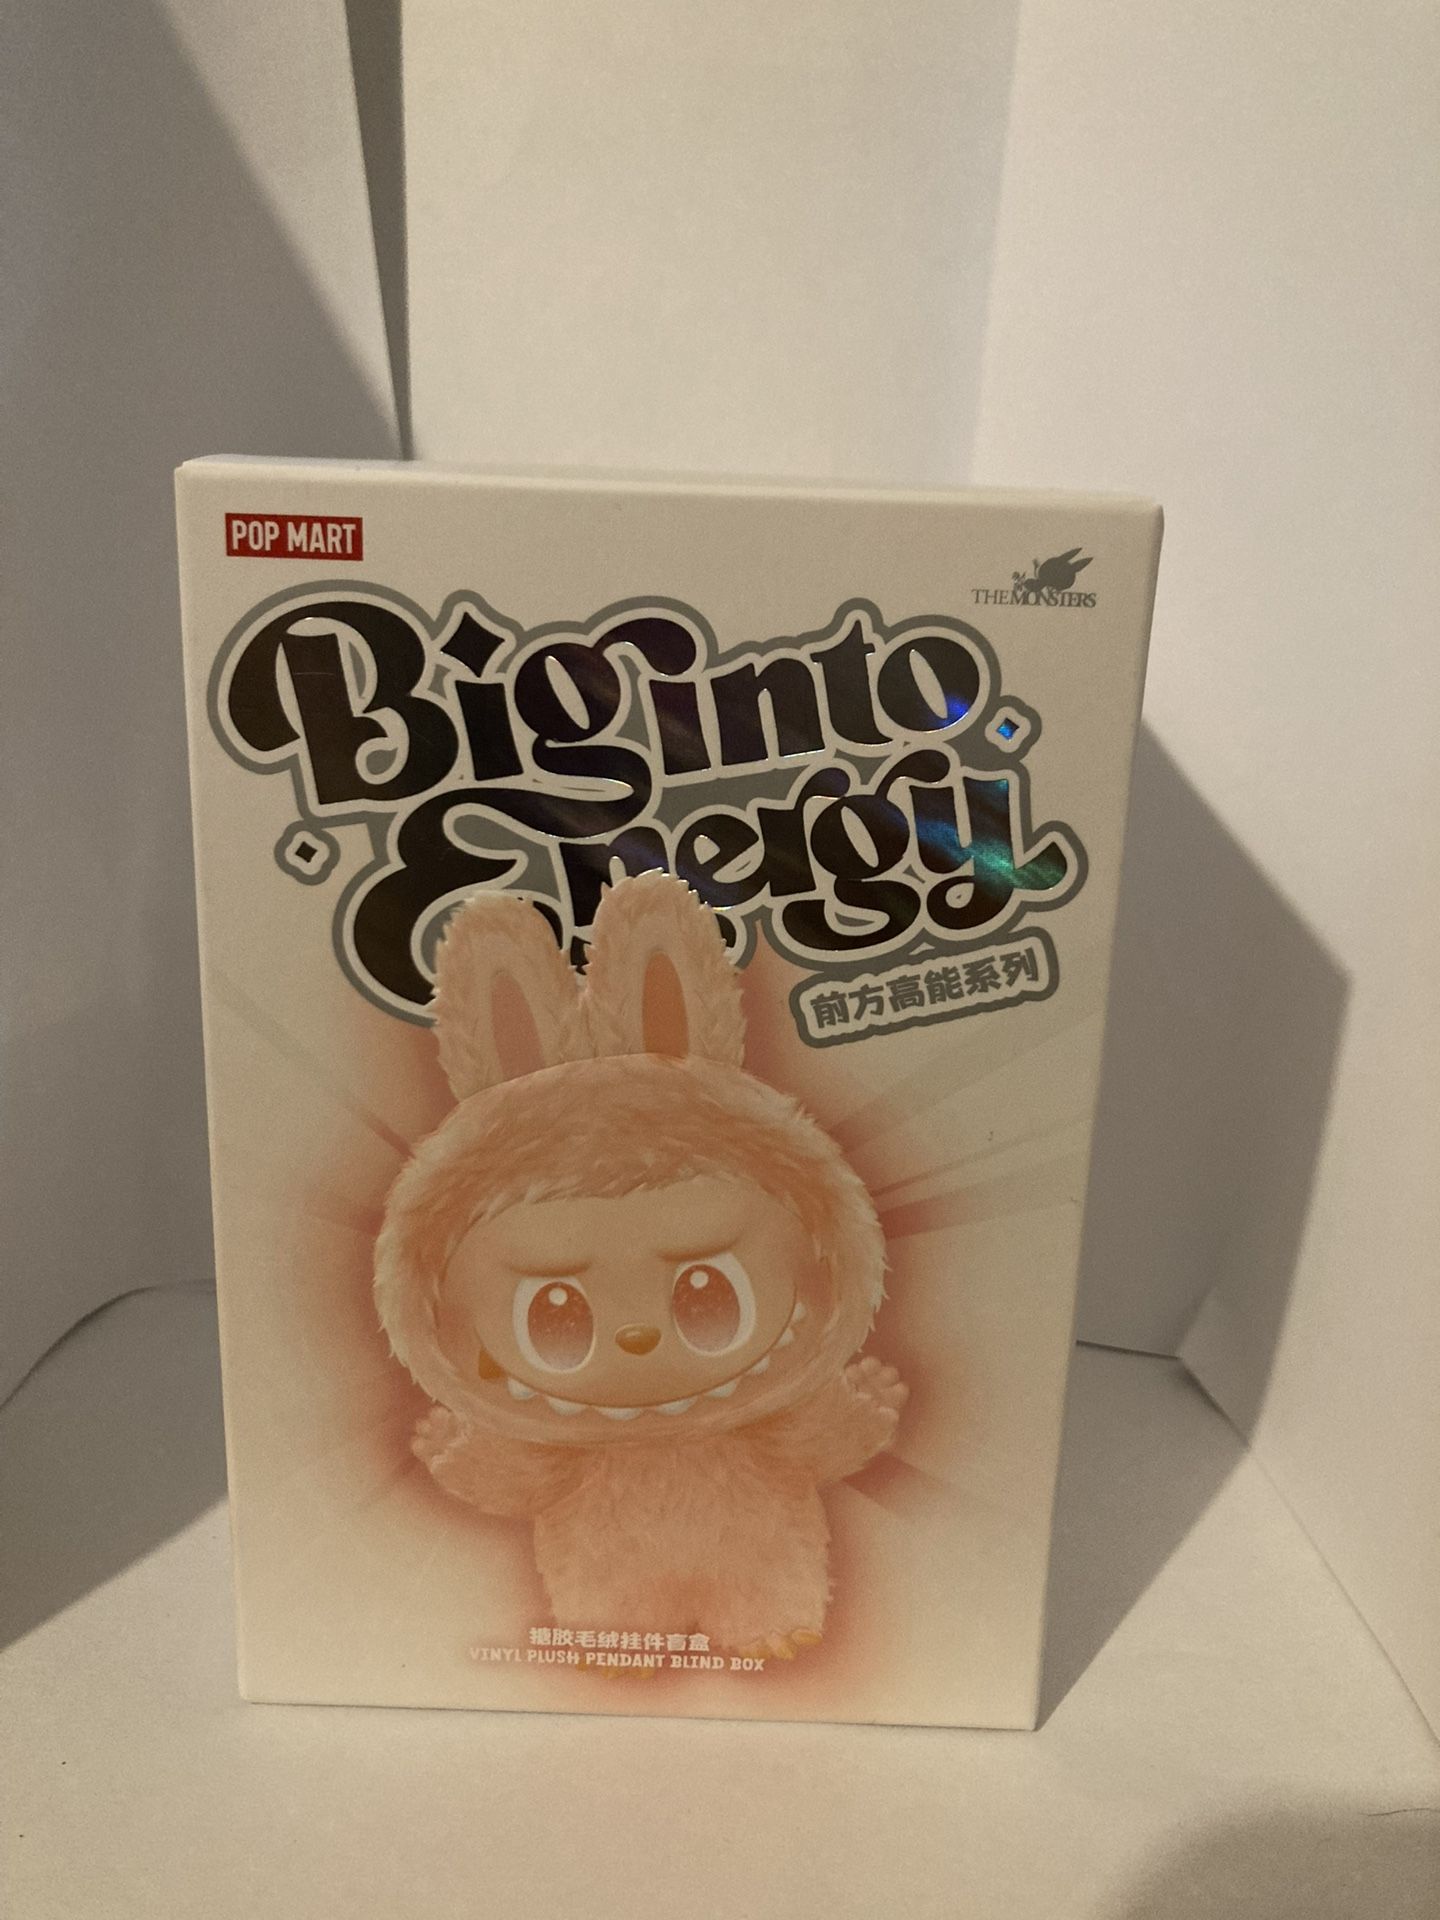 POP MART
THE MONSTERS
Big into
Energy
前方高能系列
搪胶毛绒挂件盲盒
VINYL PLUSH PENDANT BLIND BOX